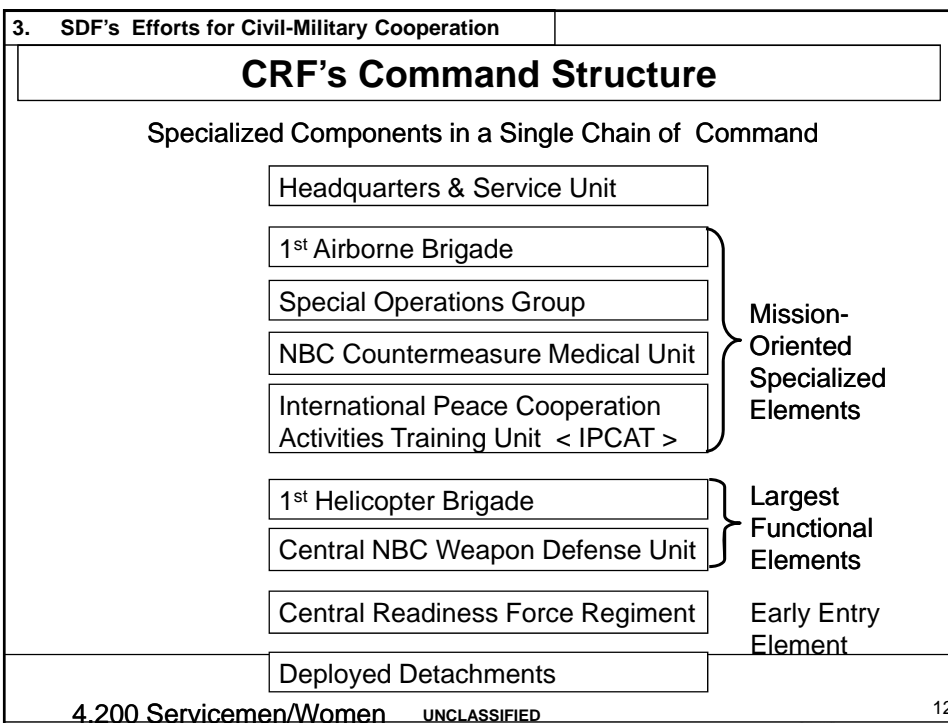 3. SDF's Efforts for Civil-Military Cooperation
CRF's Command Structure
Specialized Components in a Single Chain of Command
Headquarters & Service Unit
1st Airborne Brigade
Special Operations Group
NBC Countermeasure Medical Unit
International Peace Cooperation
Activities Training Unit < IPCAT >
Mission-
Oriented
Specialized
Elements
1st Helicopter Brigade
Central NBC Weapon Defense Unit
Largest
Functional
Elements
Central Readiness Force Regiment
Early Entry
Element
Deployed Detachments
4,200 Servicemen/Women
UNCLASSIFIED
12